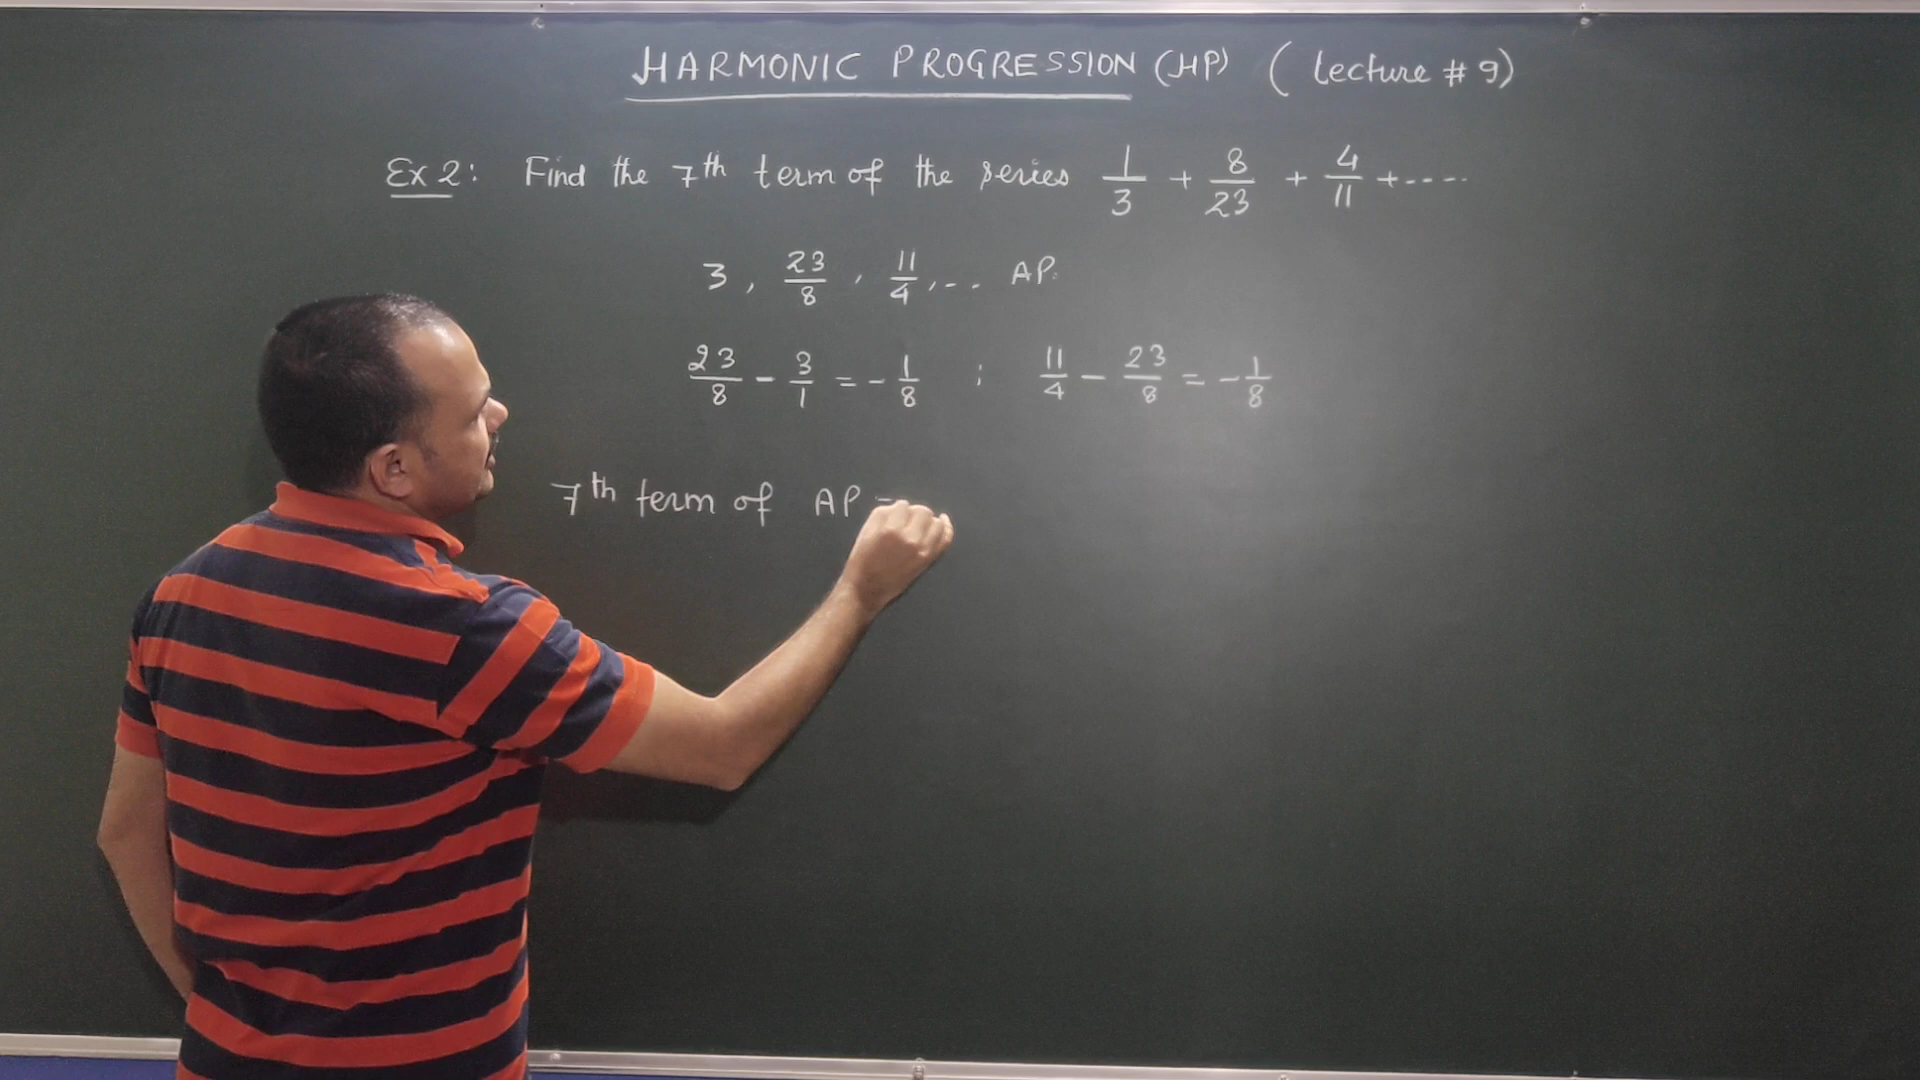 HARMONIC PROGRESSION (HP) ( Lecture # 9)
Ex 2: Find the 7th term of the series 1/3 + 8/23 + 4/11 + ....
3, 23/8, 11/4, ... AP.
23/8 - 3/1 = -1/8 ; 11/4 - 23/8 = -1/8
7th term of AP =